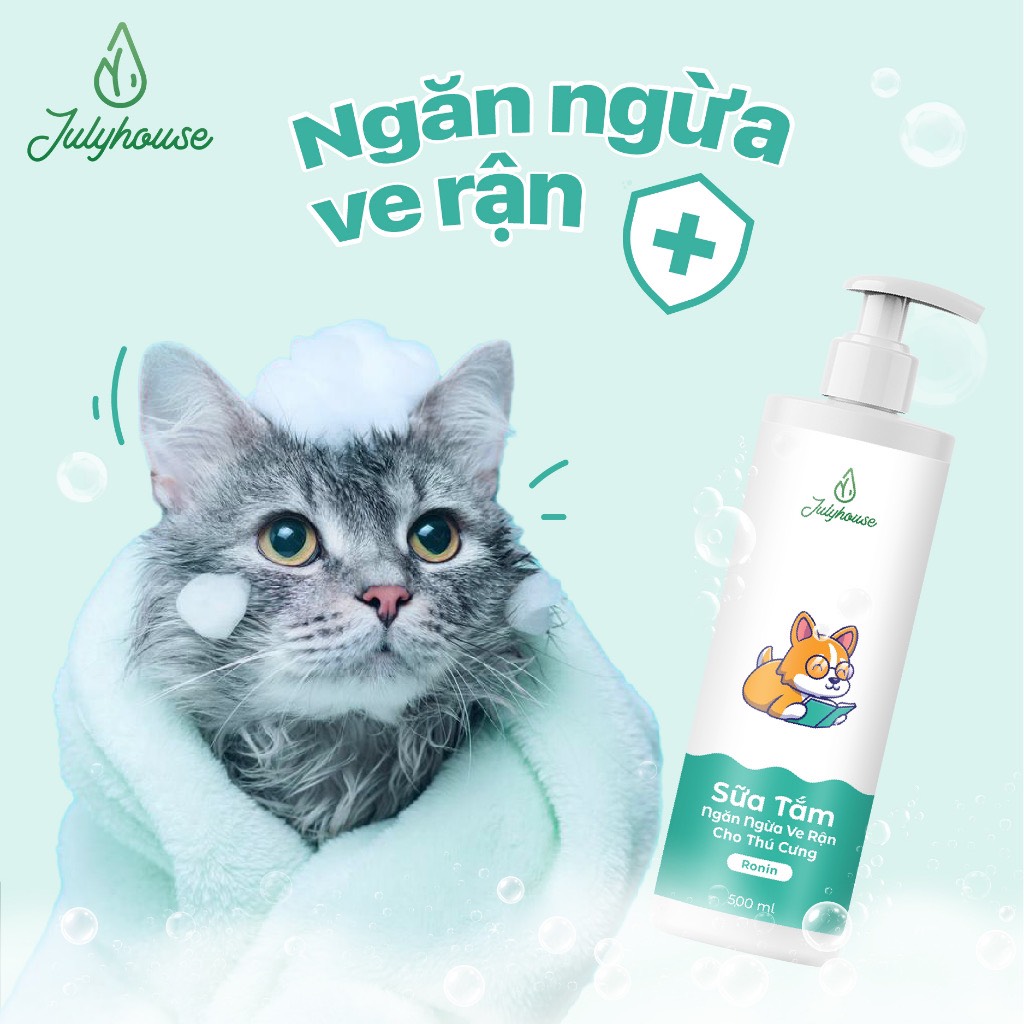 Julyhouse
Ngăn ngừa
ve rận
Julyhouse
Sữa Tắm
Ngăn Ngừa Ve Rận
Cho Thú Cưng
Ronin
500 ml